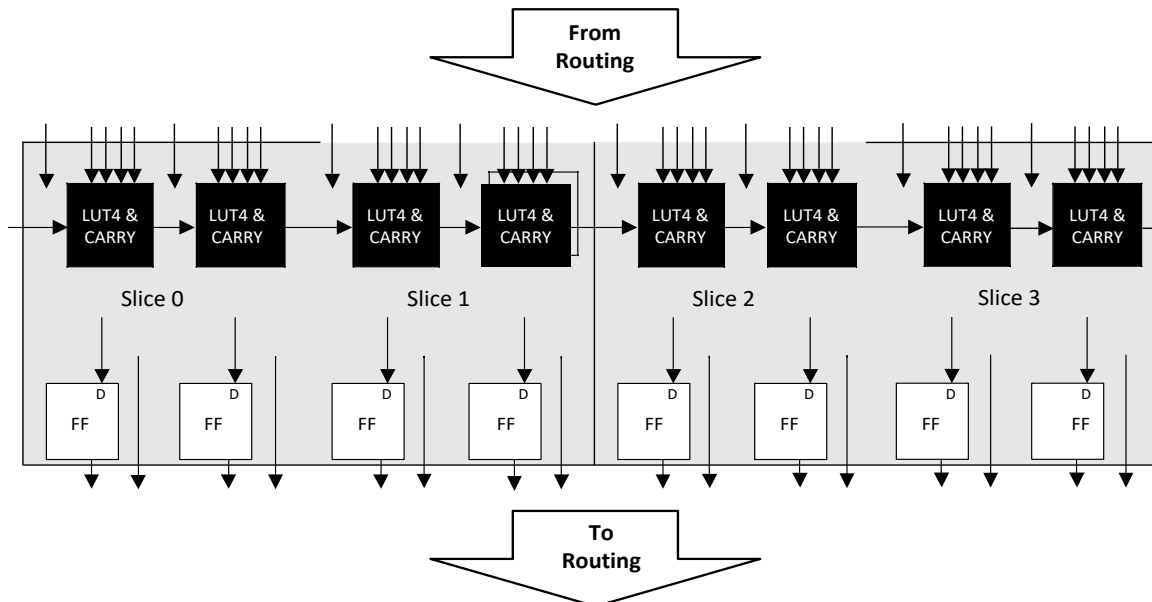 From
Routing
LUT4 &
CARRY
LUT4 &
CARRY
LUT4 &
CARRY
LUT4 &
CARRY
LUT4 &
CARRY
LUT4 &
CARRY
LUT4 &
CARRY
LUT4 &
CARRY
Slice 0
Slice 1
Slice 2
Slice 3
D
FF
D
FF
D
FF
D
FF
D
FF
D
FF
D
FF
D
FF
To
Routing